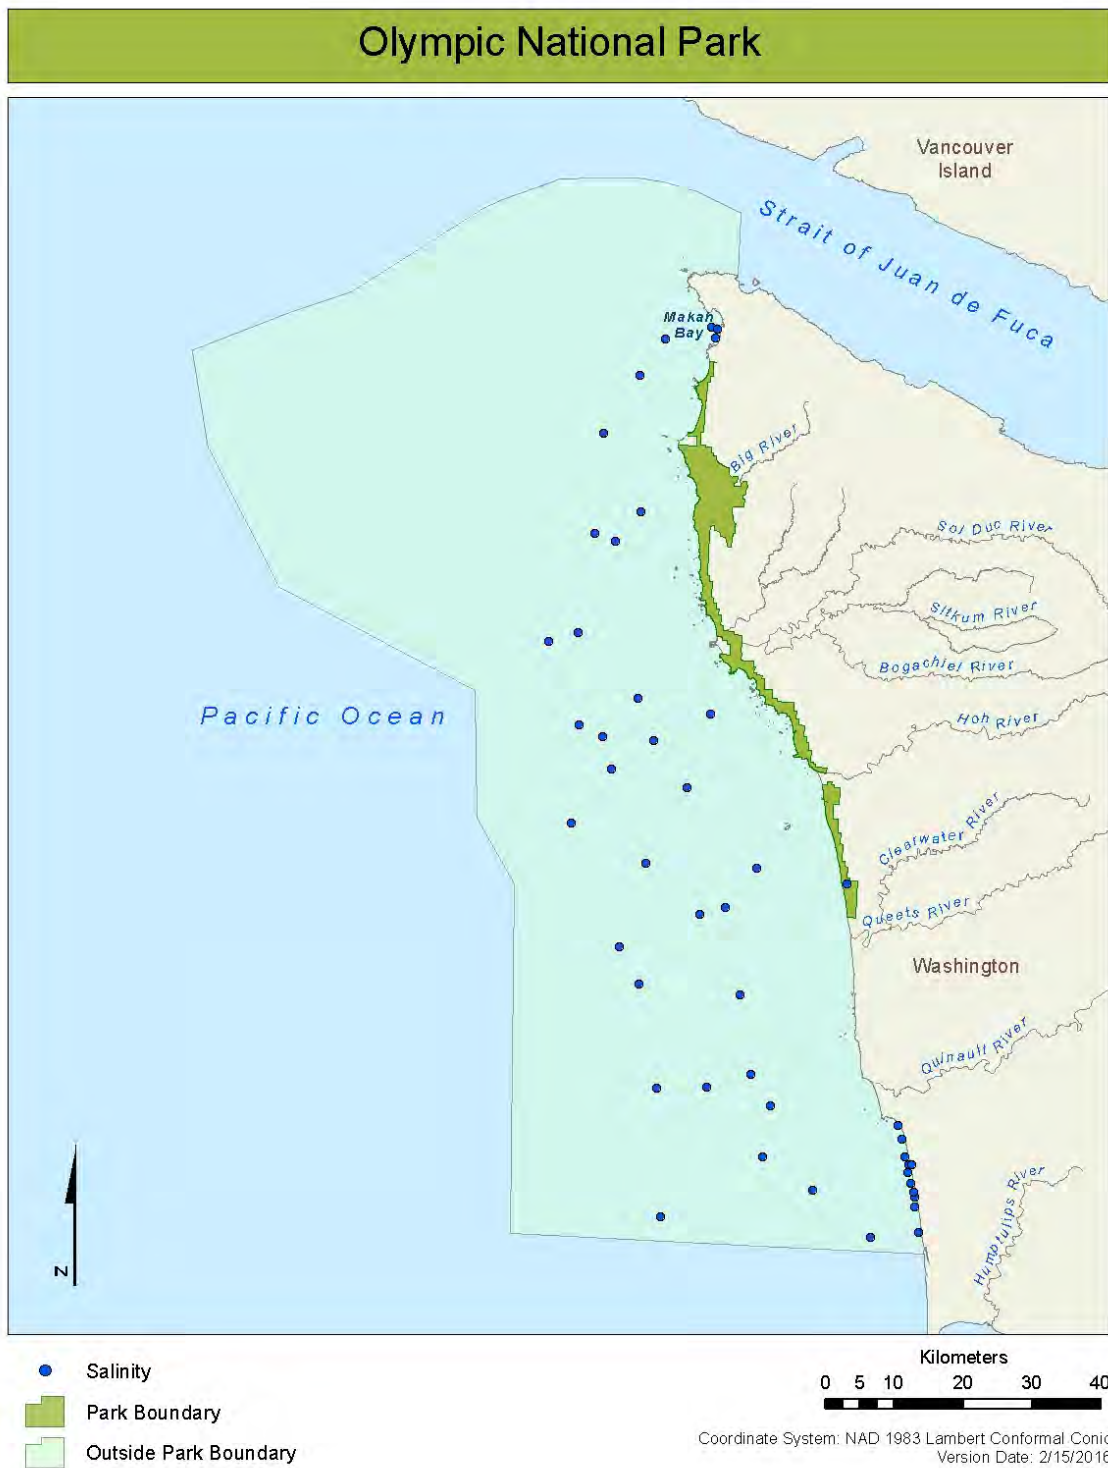 Olympic National Park
Vancouver
Island
Strait of Juan de Fuca
Makah
Bay
Big River
Sol Duc River
Sitkum River
Bogachiel River
Pacific Ocean
Hoh River
Clearwater River
Queets River
Washington
Quinault River
Humptulips River
N
Salinity
Park Boundary
Outside Park Boundary
Kilometers
0 5 10 20 30 40
Coordinate System: NAD 1983 Lambert Conformal Conic
Version Date: 2/15/2016